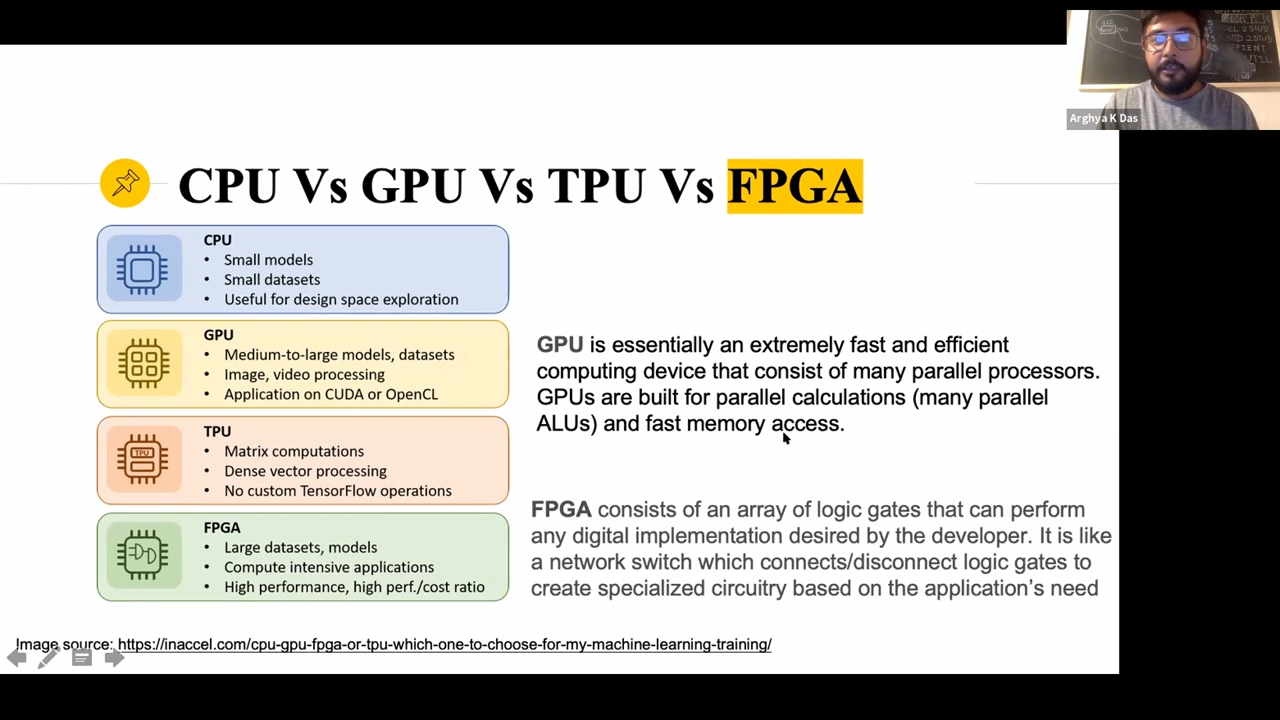 Arghya K Das
CPU Vs GPU Vs TPU Vs FPGA
CPU
• Small models
• Small datasets
• Useful for design space exploration
GPU
• Medium-to-large models, datasets
• Image, video processing
• Application on CUDA or OpenCL
TPU
TPU
• Matrix computations
• Dense vector processing
• No custom TensorFlow operations
FPGA
• Large datasets, models
• Compute intensive applications
• High performance, high perf./cost ratio
GPU is essentially an extremely fast and efficient
computing device that consist of many parallel processors.
GPUs are built for parallel calculations (many parallel
ALUs) and fast memory access.
FPGA consists of an array of logic gates that can perform
any digital implementation desired by the developer. It is like
a network switch which connects/disconnect logic gates to
create specialized circuitry based on the application’s need
Image source: https://inaccel.com/cpu-gpu-fpga-or-tpu-which-one-to-choose-for-my-machine-learning-training/